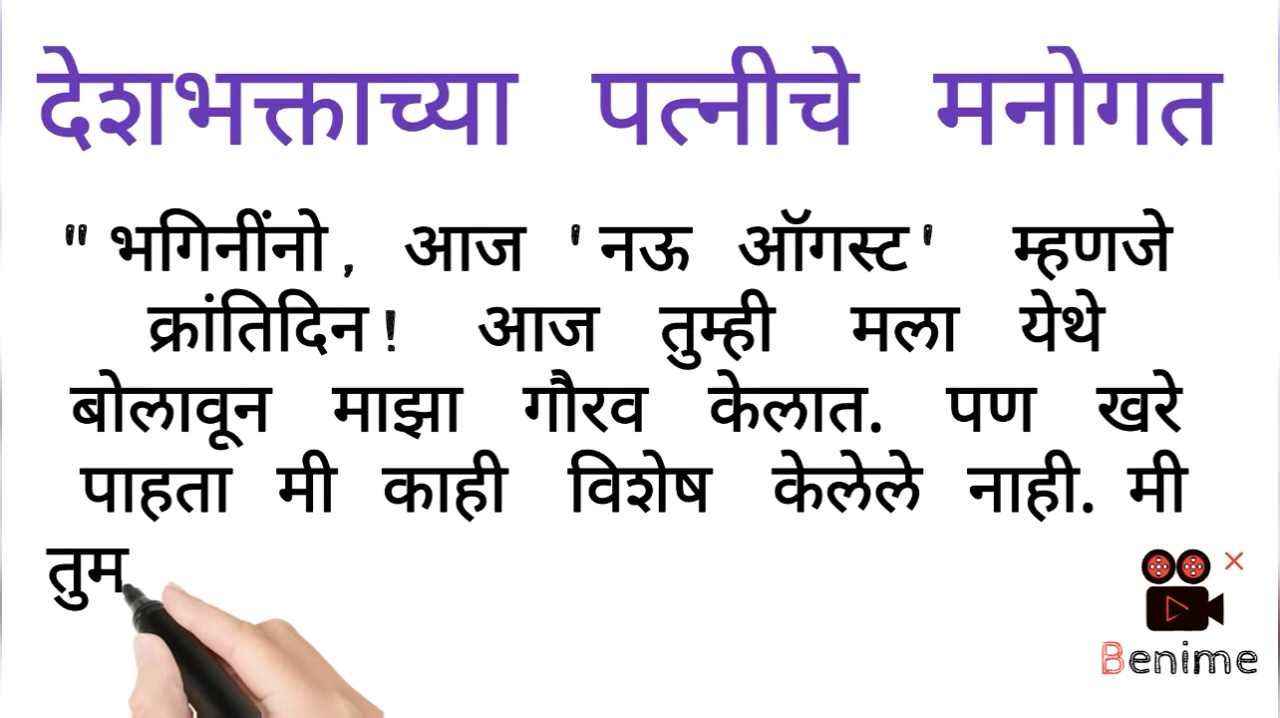 देशभक्ताच्या पत्नीचे मनोगत
"भगिनींनो, आज 'नऊ ऑगस्ट' म्हणजे
क्रांतिदिन! आज तुम्ही मला येथे
बोलावून माझा गौरव केलात. पण खरे
पाहता मी काही विशेष केलेले नाही. मी
तुम
Benime